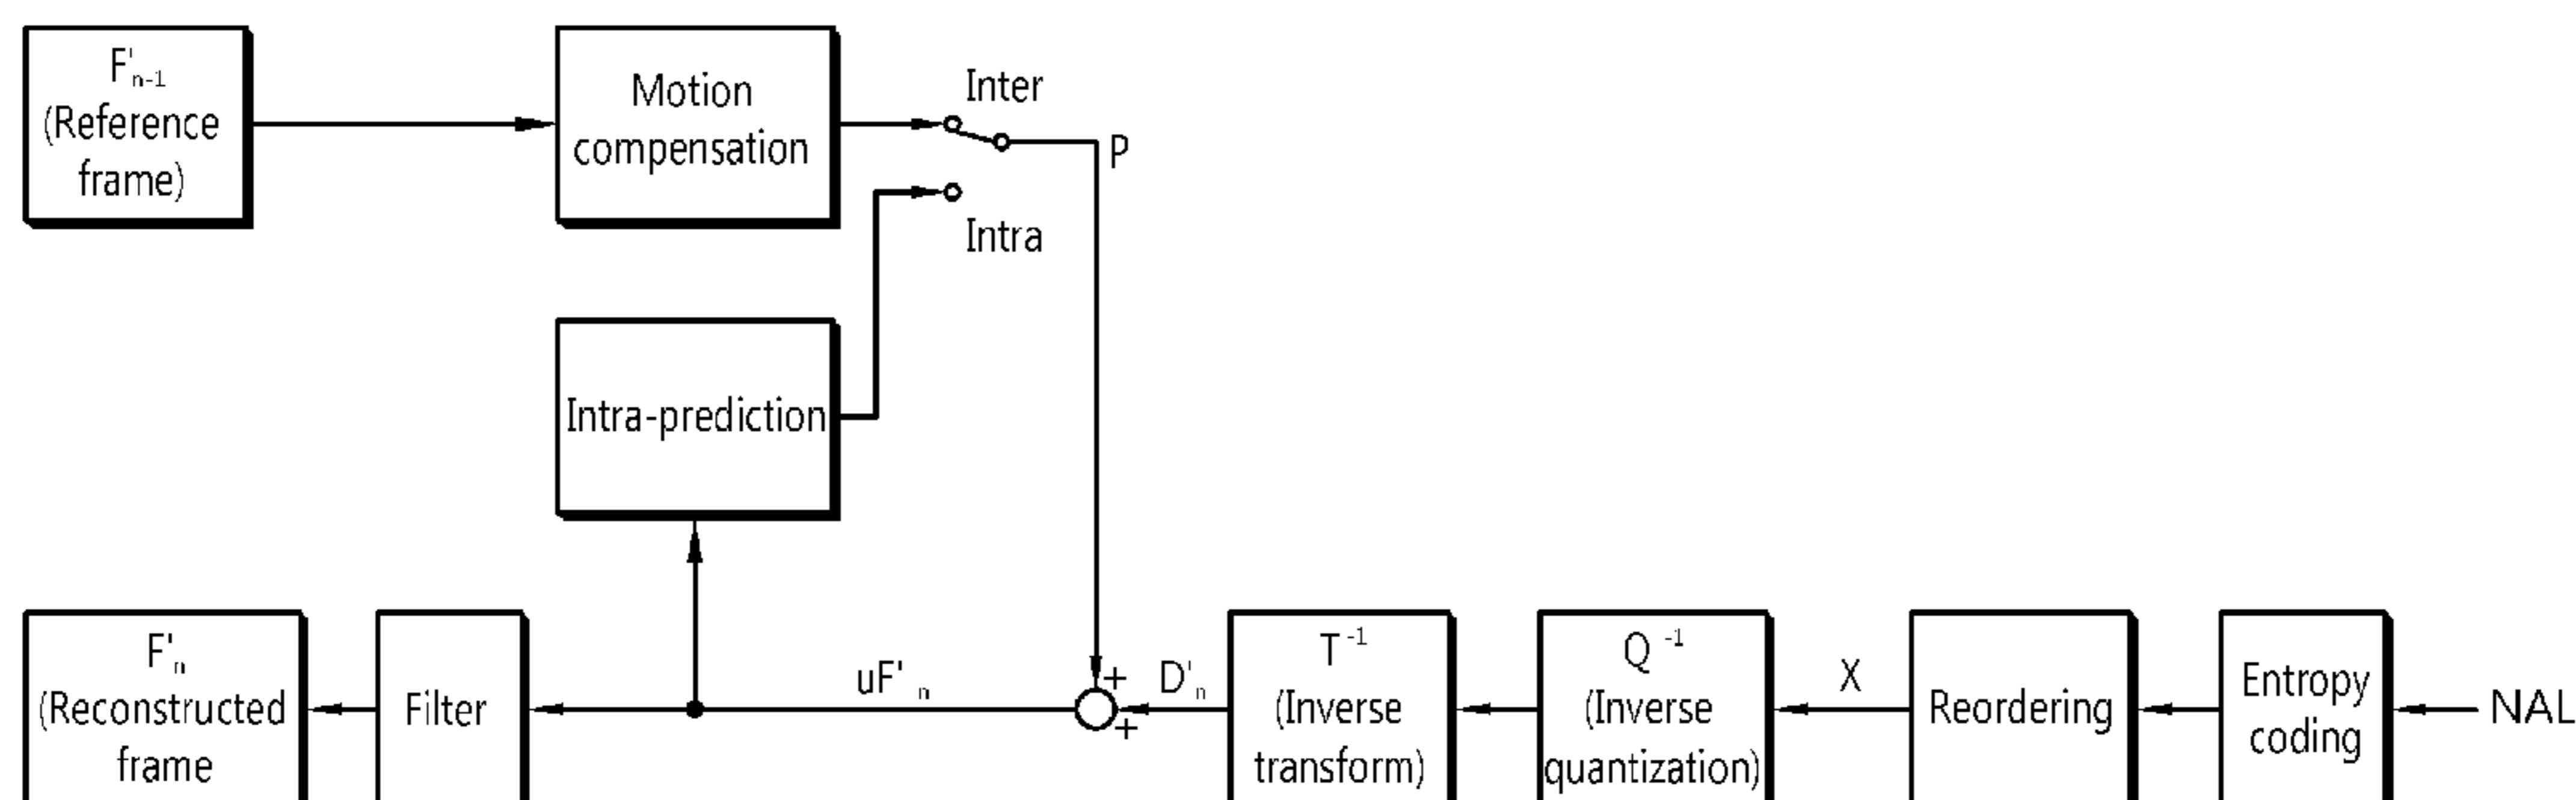 F'n-1
(Reference
frame)
Motion
compensation
Inter
P
Intra
Intra-prediction
F'n
(Reconstructed
frame
Filter
uF'n
+
+
D'n
T-1
(Inverse
transform)
Q-1
(Inverse
quantization)
X
Reordering
Entropy
coding
NAL